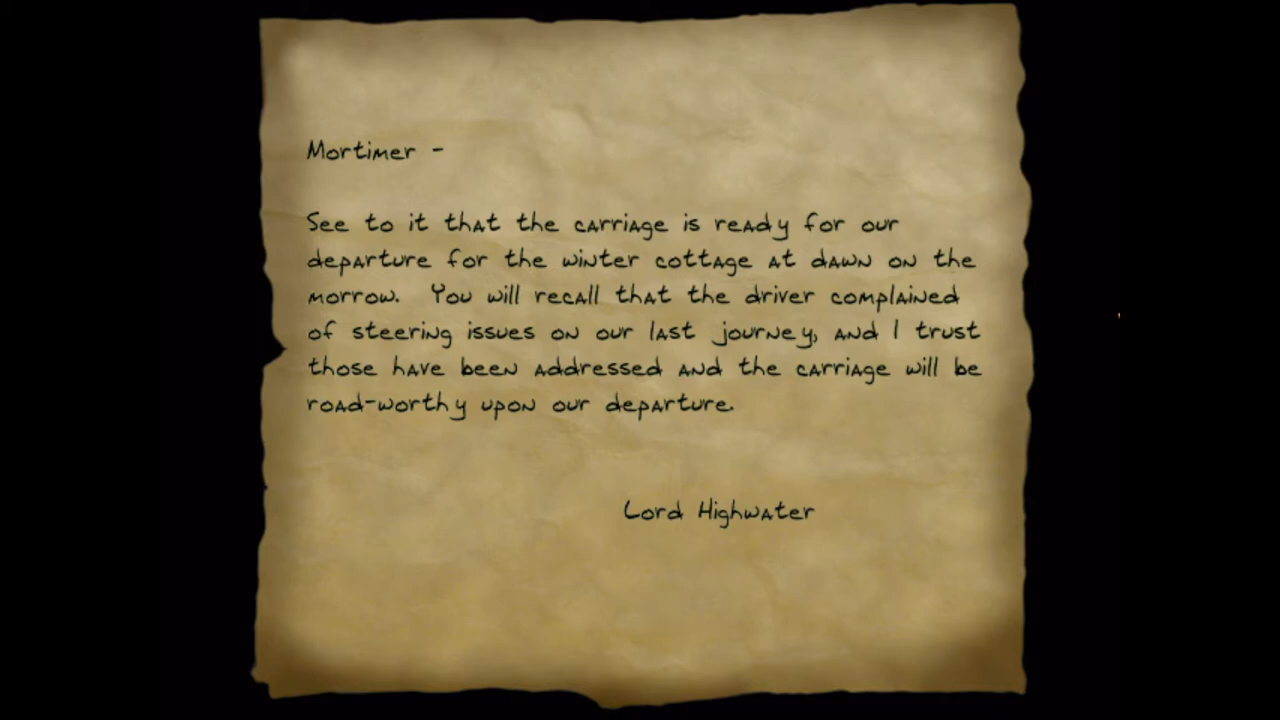 Mortimer -
See to it that the carriage is ready for our
departure for the winter cottage at dawn on the
morrow.  You will recall that the driver complained
of steering issues on our last journey, and I trust
those have been addressed and the carriage will be
road-worthy upon our departure.
Lord Highwater